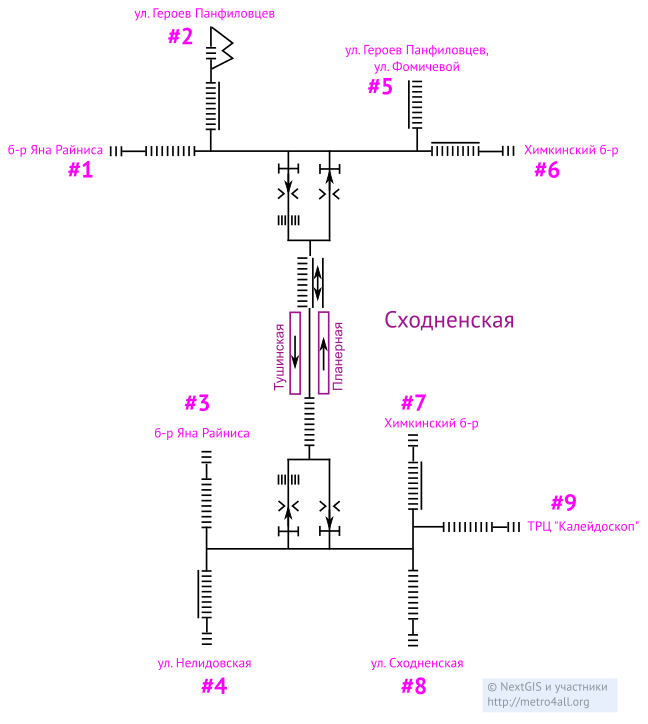 ул. Героев Панфиловцев
#2
ул. Героев Панфиловцев,
ул. Фомичевой
#5
б-р Яна Райниса
#1
Химкинский б-р
#6
Сходненская
Тушинская
Планерная
#3
б-р Яна Райниса
#7
Химкинский б-р
#9
ТРЦ "Калейдоскоп"
ул. Нелидовская
#4
ул. Сходненская
#8
© NextGIS и участники
http://metro4all.org